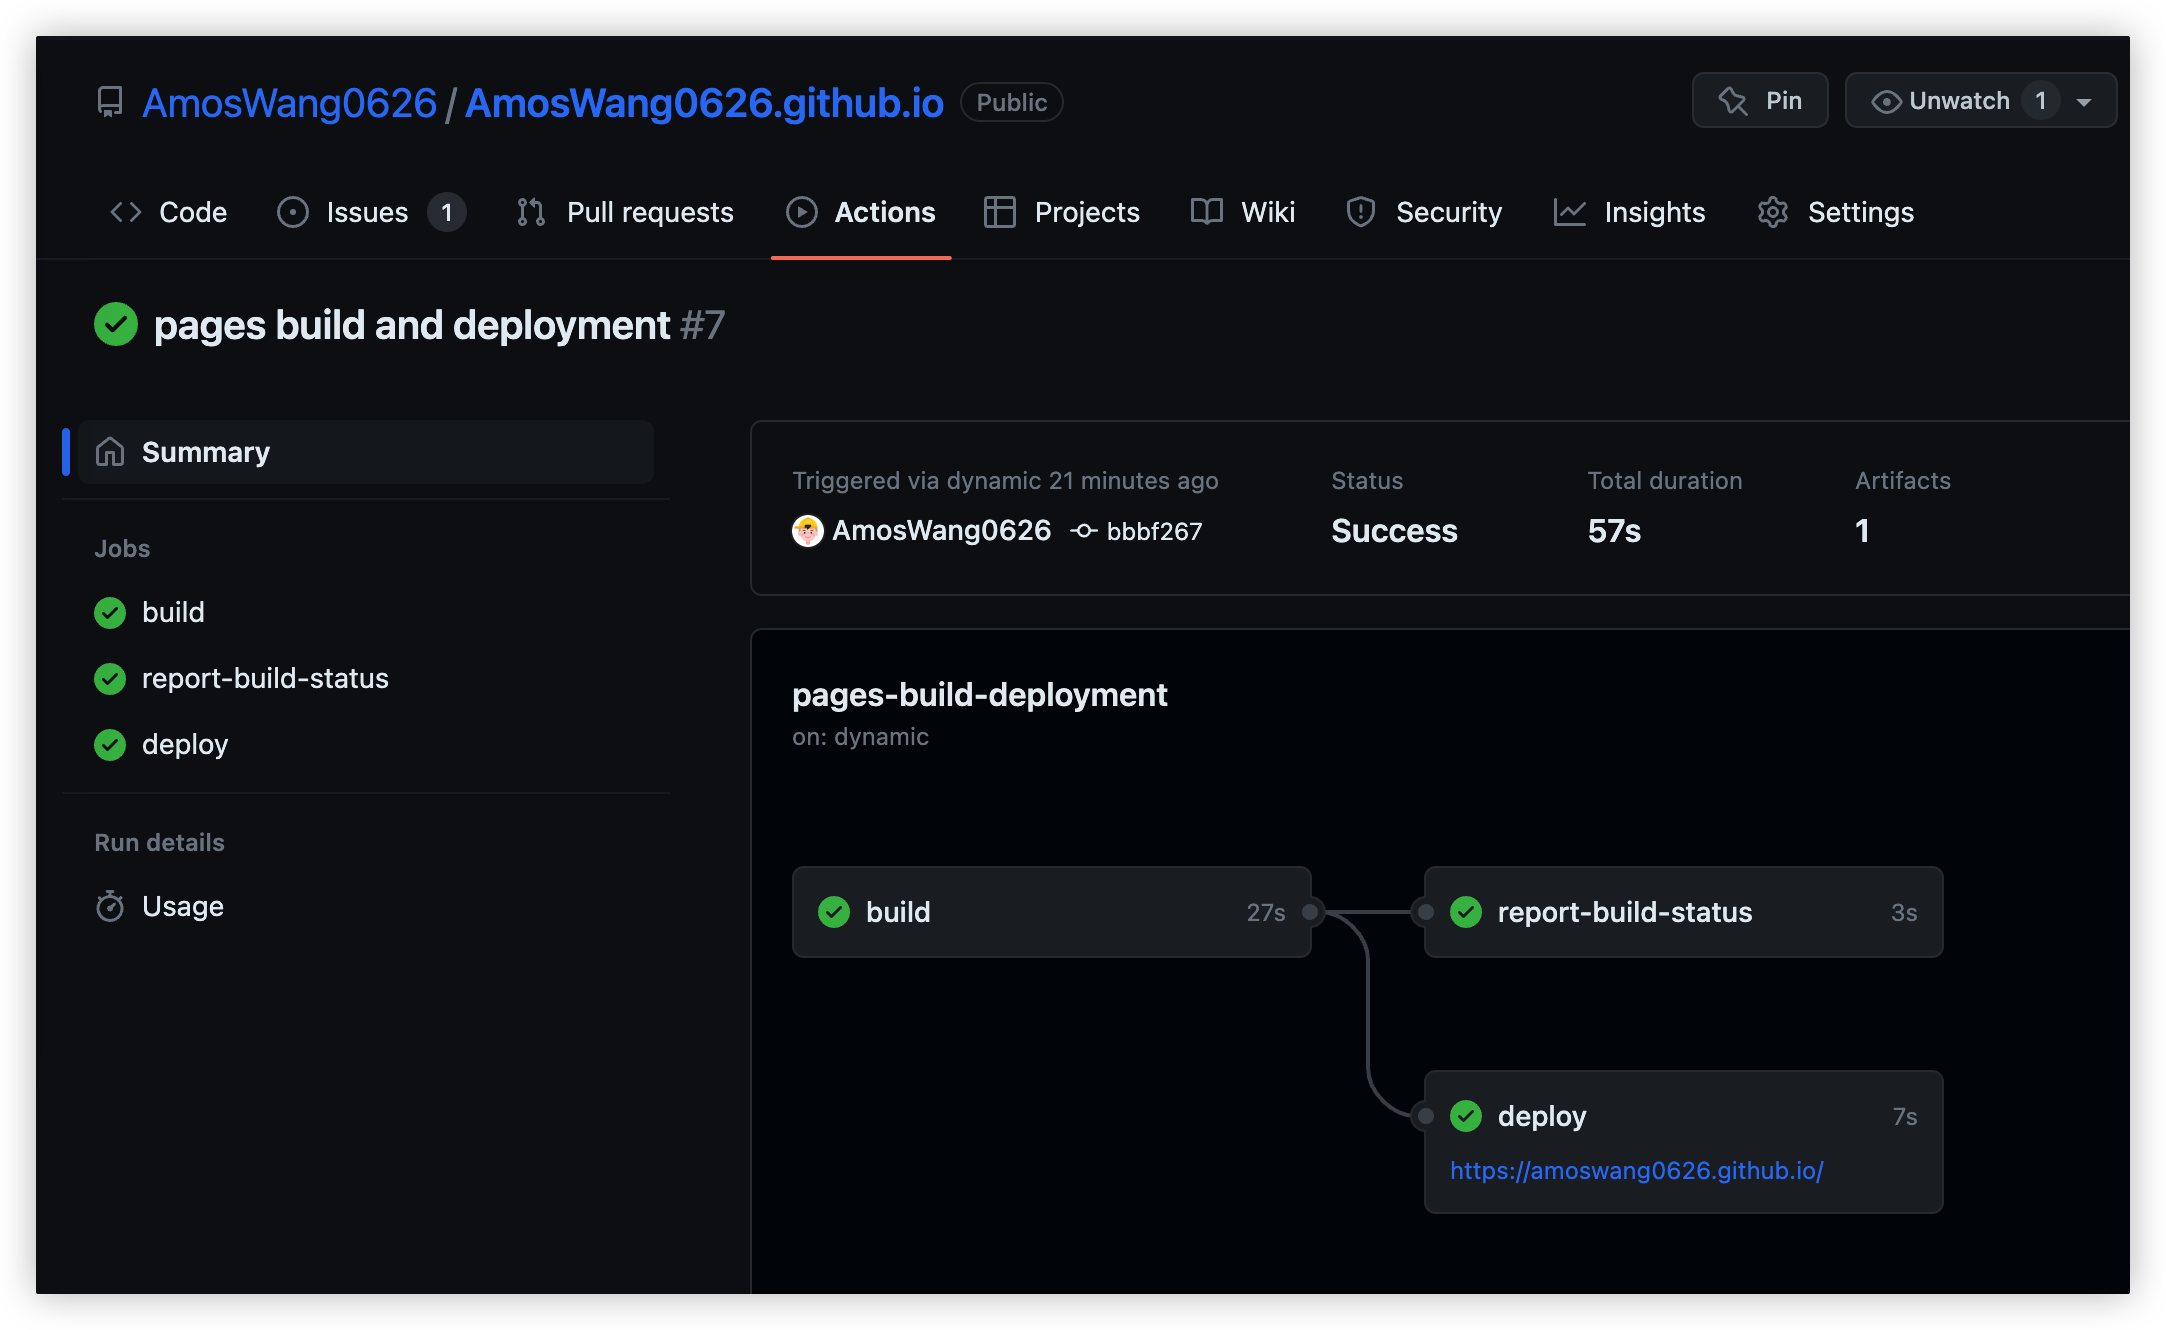 AmosWang0626 / AmosWang0626.github.io Public Pin Unwatch 1
Code Issues 1 Pull requests Actions Projects Wiki Security Insights Settings
pages build and deployment #7
Summary
Jobs
build
report-build-status
deploy
Run details
Usage
Triggered via dynamic 21 minutes ago Status Total duration Artifacts
AmosWang0626 bbbf267 Success 57s 1
pages-build-deployment
on: dynamic
build 27s report-build-status 3s
deploy 7s
https://amoswang0626.github.io/